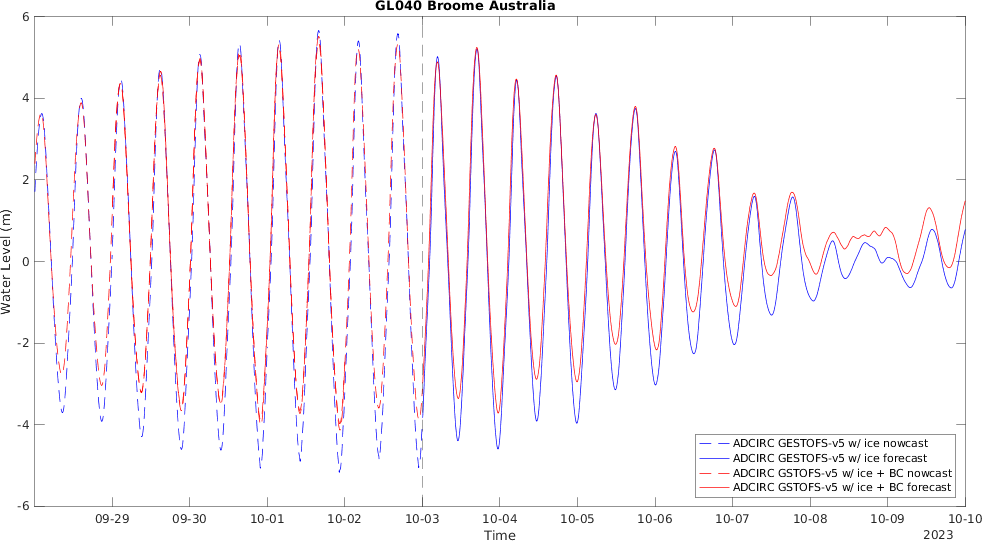 GL040 Broome Australia
Water Level (m)
6
4
2
0
-2
-4
-6
ADCIRC GESTOFS-v5 w/ ice nowcast
ADCIRC GESTOFS-v5 w/ ice forecast
ADCIRC GSTOFS-v5 w/ ice + BC nowcast
ADCIRC GSTOFS-v5 w/ ice + BC forecast
09-29 09-30 10-01 10-02 10-03 10-04 10-05 10-06 10-07 10-08 10-09 10-10
Time
2023